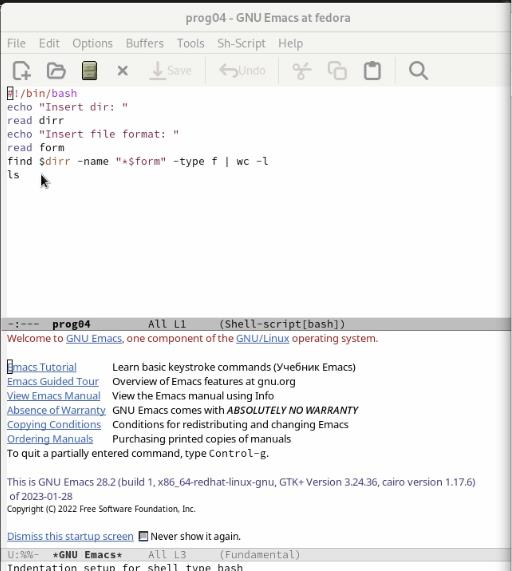 prog04 - GNU Emacs at fedora
File Edit Options Buffers Tools Sh-Script Help
Save Undo
#!/bin/bash
echo "Insert dir: "
read dirr
echo "Insert file format: "
read form
find $dirr -name "*$form" -type f | wc -l
ls
-:--- prog04 All L1 (Shell-script[bash])
Welcome to GNU Emacs, one component of the GNU/Linux operating system.
Emacs Tutorial Learn basic keystroke commands (Учебник Emacs)
Emacs Guided Tour Overview of Emacs features at gnu.org
View Emacs Manual View the Emacs manual using Info
Absence of Warranty GNU Emacs comes with ABSOLUTELY NO WARRANTY
Copying Conditions Conditions for redistributing and changing Emacs
Ordering Manuals Purchasing printed copies of manuals
To quit a partially entered command, type Control-g.
This is GNU Emacs 28.2 (build 1, x86_64-redhat-linux-gnu, GTK+ Version 3.24.36, cairo version 1.17.6)
of 2023-01-28
Copyright (C) 2022 Free Software Foundation, Inc.
Dismiss this startup screen Never show it again.
U:%%- *GNU Emacs* All L3 (Fundamental)
Indentation setup for shell type bash